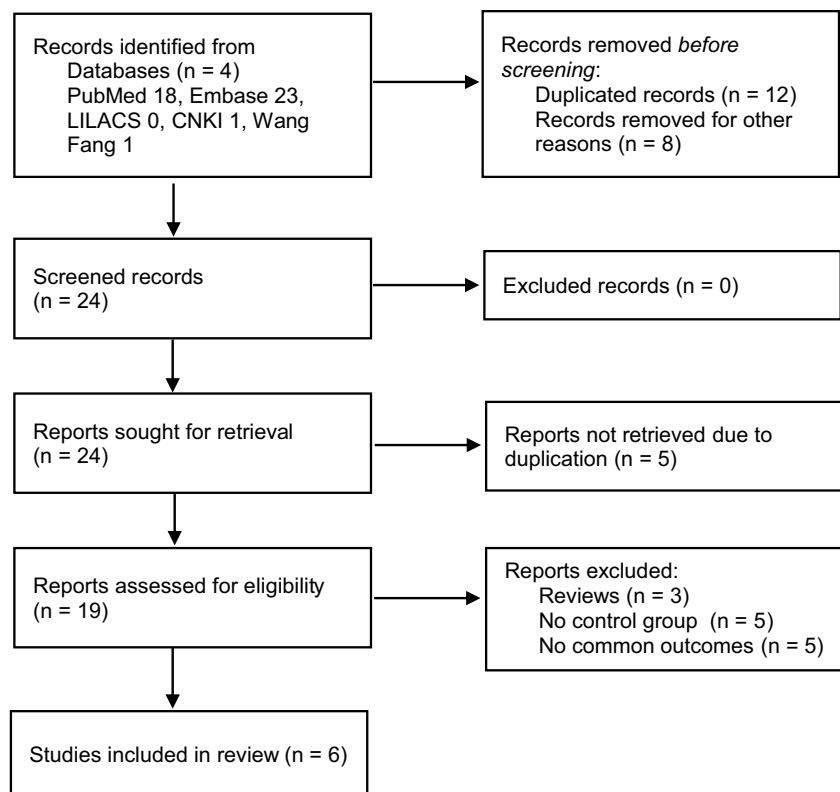 Records identified from
Databases (n = 4)
PubMed 18, Embase 23,
LILACS 0, CNKI 1, Wang
Fang 1
Records removed before
screening:
Duplicated records (n = 12)
Records removed for other
reasons (n = 8)
Screened records
(n = 24)
Excluded records (n = 0)
Reports sought for retrieval
(n = 24)
Reports not retrieved due to
duplication (n = 5)
Reports assessed for eligibility
(n = 19)
Reports excluded:
Reviews (n = 3)
No control group (n = 5)
No common outcomes (n = 5)
Studies included in review (n = 6)